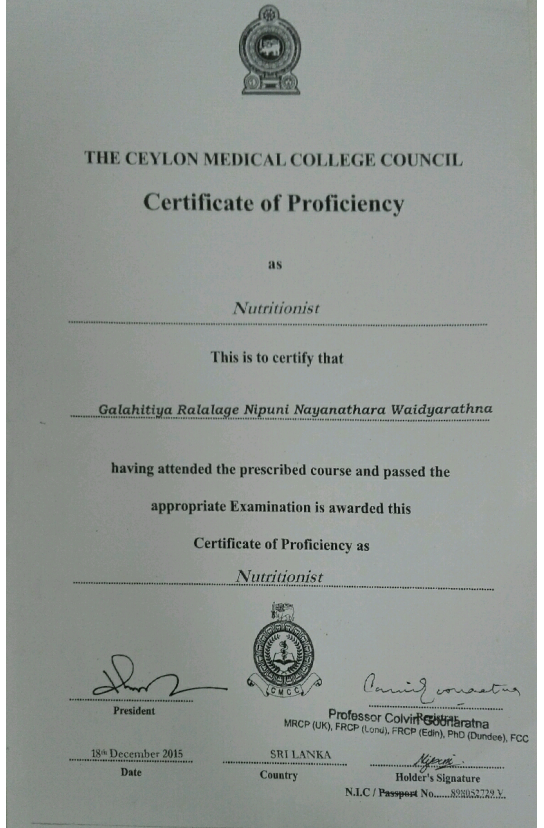 THE CEYLON MEDICAL COLLEGE COUNCIL
Certificate of Proficiency
as
Nutritionist
This is to certify that
Galahitiya Ralalage Nipuni Nayanathara Waidyarathna
having attended the prescribed course and passed the
appropriate Examination is awarded this
Certificate of Proficiency as
Nutritionist
CMCC
President
Registrar
Professor Colvin Goonaratna
MRCP (UK), FRCP (Lond), FRCP (Edin), PhD (Dundee), FCC
18th December 2015
SRI LANKA
Date
Country
Holder's Signature
N.I.C / Passport No.